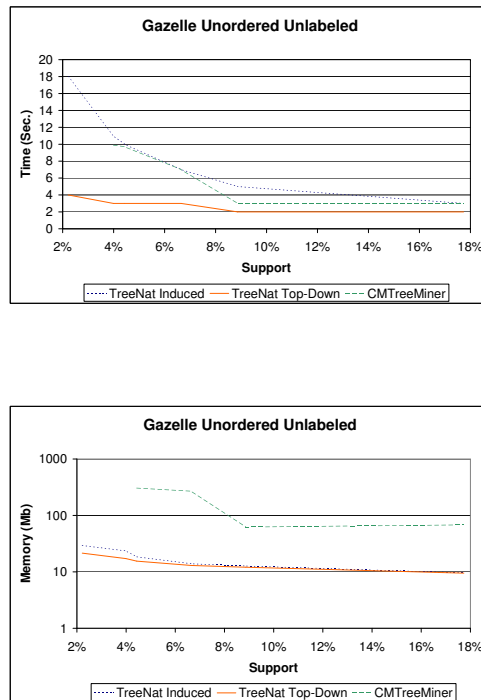 Gazelle Unordered Unlabeled
20
18
16
14
12
10
8
6
4
2
0
Time (Sec.)
2% 4% 6% 8% 10% 12% 14% 16% 18%
Support
TreeNat Induced TreeNat Top-Down CMTreeMiner
Gazelle Unordered Unlabeled
1000
100
10
1
Memory (Mb)
2% 4% 6% 8% 10% 12% 14% 16% 18%
Support
TreeNat Induced TreeNat Top-Down CMTreeMiner